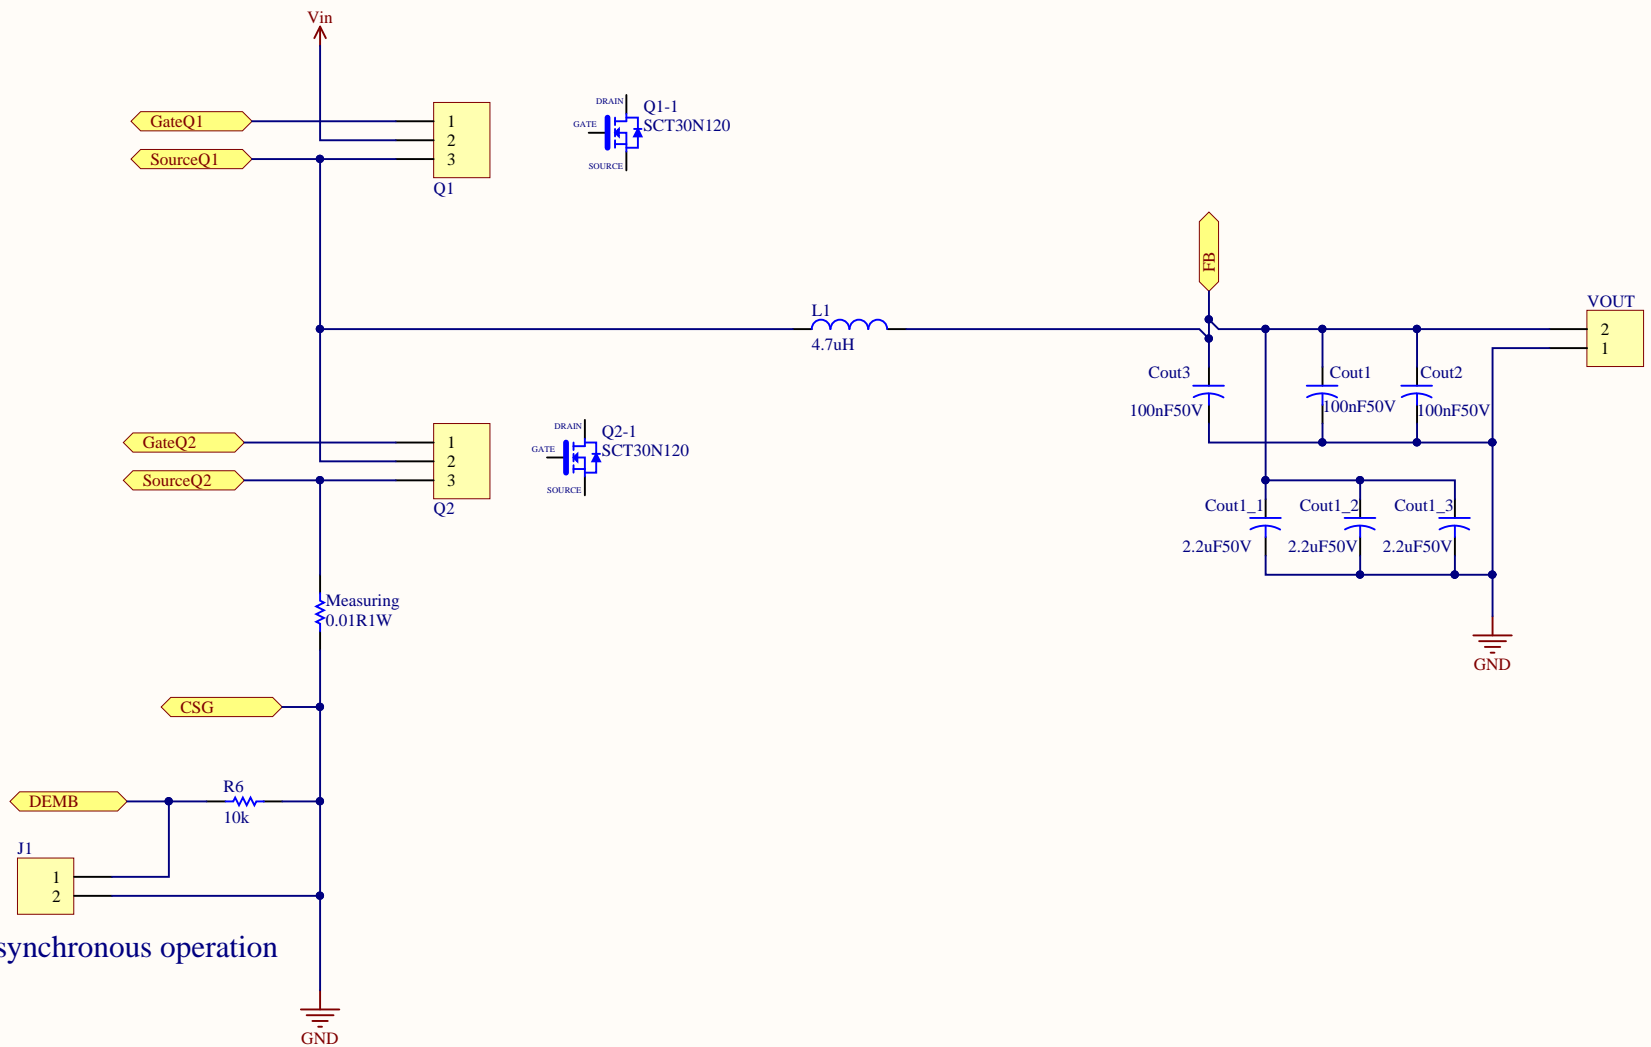 Vin
GateQ1
SourceQ1
1
2
3
Q1
DRAIN
GATE
SOURCE
Q1-1
SCT30N120
FB
VOUT
2
1
L1
4.7uH
Cout3
100nF50V
Cout1
100nF50V
Cout2
100nF50V
GateQ2
SourceQ2
1
2
3
Q2
DRAIN
GATE
SOURCE
Q2-1
SCT30N120
Cout1_1
2.2uF50V
Cout1_2
2.2uF50V
Cout1_3
2.2uF50V
Measuring
0.01R1W
GND
CSG
DEMB
R6
10k
J1
1
2
synchronous operation
GND